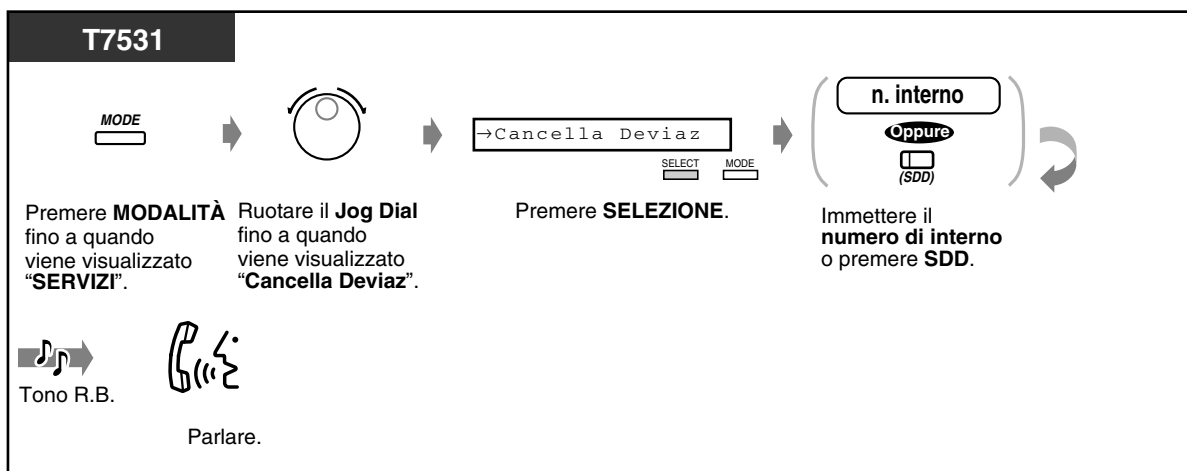 T7531
MODE
→Cancella Deviaz
SELECT MODE
n. interno
Oppure
(SDD)
Premere MODALITÀ
fino a quando
viene visualizzato
“SERVIZI”.
Ruotare il Jog Dial
fino a quando
viene visualizzato
“Cancella Deviaz”.
Premere SELEZIONE.
Immettere il
numero di interno
o premere SDD.
Tono R.B.
Parlare.